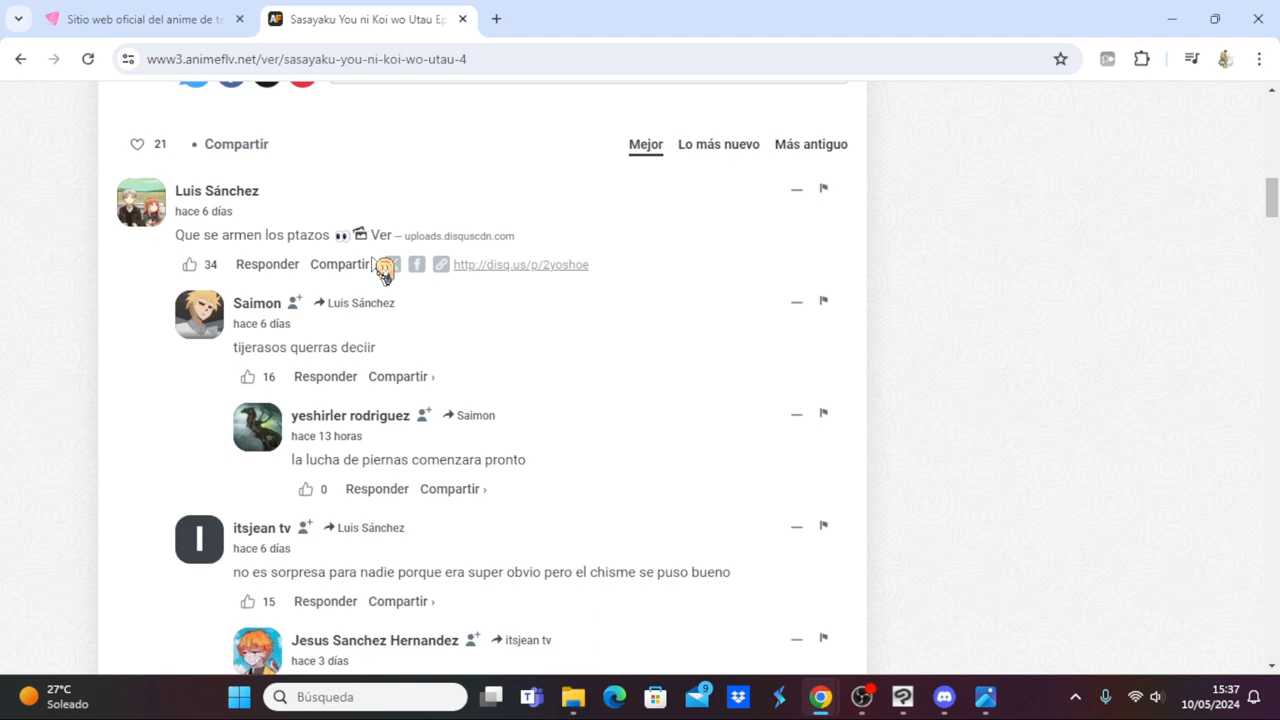 Sitio web oficial del anime de te
Sasayaku You ni Koi wo Utau Ep
www3.animeflv.net/ver/sasayaku-you-ni-koi-wo-utau-4
21 • Compartir
Mejor Lo más nuevo Más antiguo
Luis Sánchez
hace 6 días
Que se armen los ptazos 👀 Ver — uploads.disquscdn.com
34 Responder Compartir http://disq.us/p/2yoshoe
Saimon Luis Sánchez
hace 6 días
tijerasos querras deciir
16 Responder Compartir ›
yeshirler rodriguez Saimon
hace 13 horas
la lucha de piernas comenzara pronto
0 Responder Compartir ›
I
itsjean tv Luis Sánchez
hace 6 días
no es sorpresa para nadie porque era super obvio pero el chisme se puso bueno
15 Responder Compartir ›
Jesus Sanchez Hernandez itsjean tv
hace 3 días
27°C
Soleado
Búsqueda
9
15:37
10/05/2024